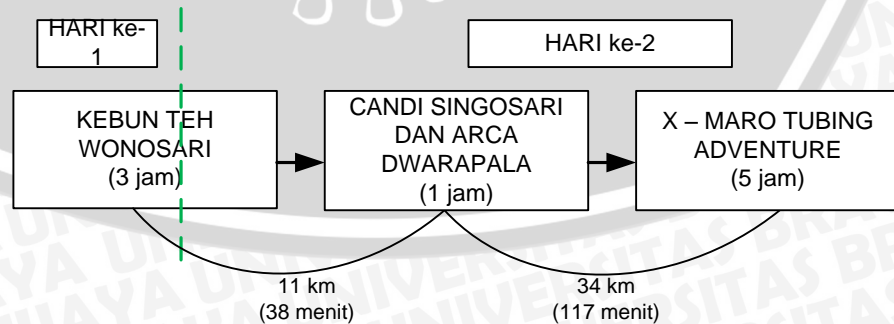 HARI ke-
1
HARI ke-2
KEBUN TEH
WONOSARI
(3 jam)
CANDI SINGOSARI
DAN ARCA
DWARAPALA
(1 jam)
X – MARO TUBING
ADVENTURE
(5 jam)
11 km
(38 menit)
34 km
(117 menit)